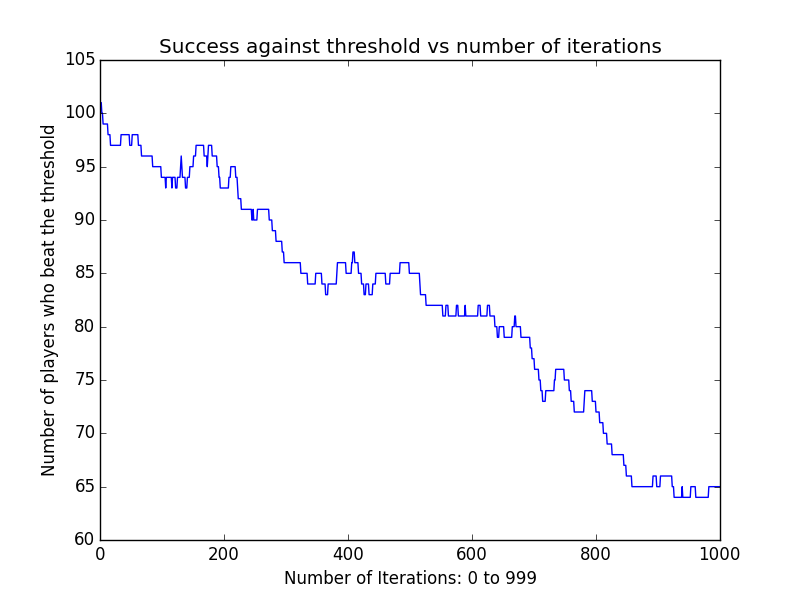 Success against threshold vs number of iterations
105
100
95
90
85
80
75
70
65
60
Number of players who beat the threshold
0 200 400 600 800 1000
Number of Iterations: 0 to 999